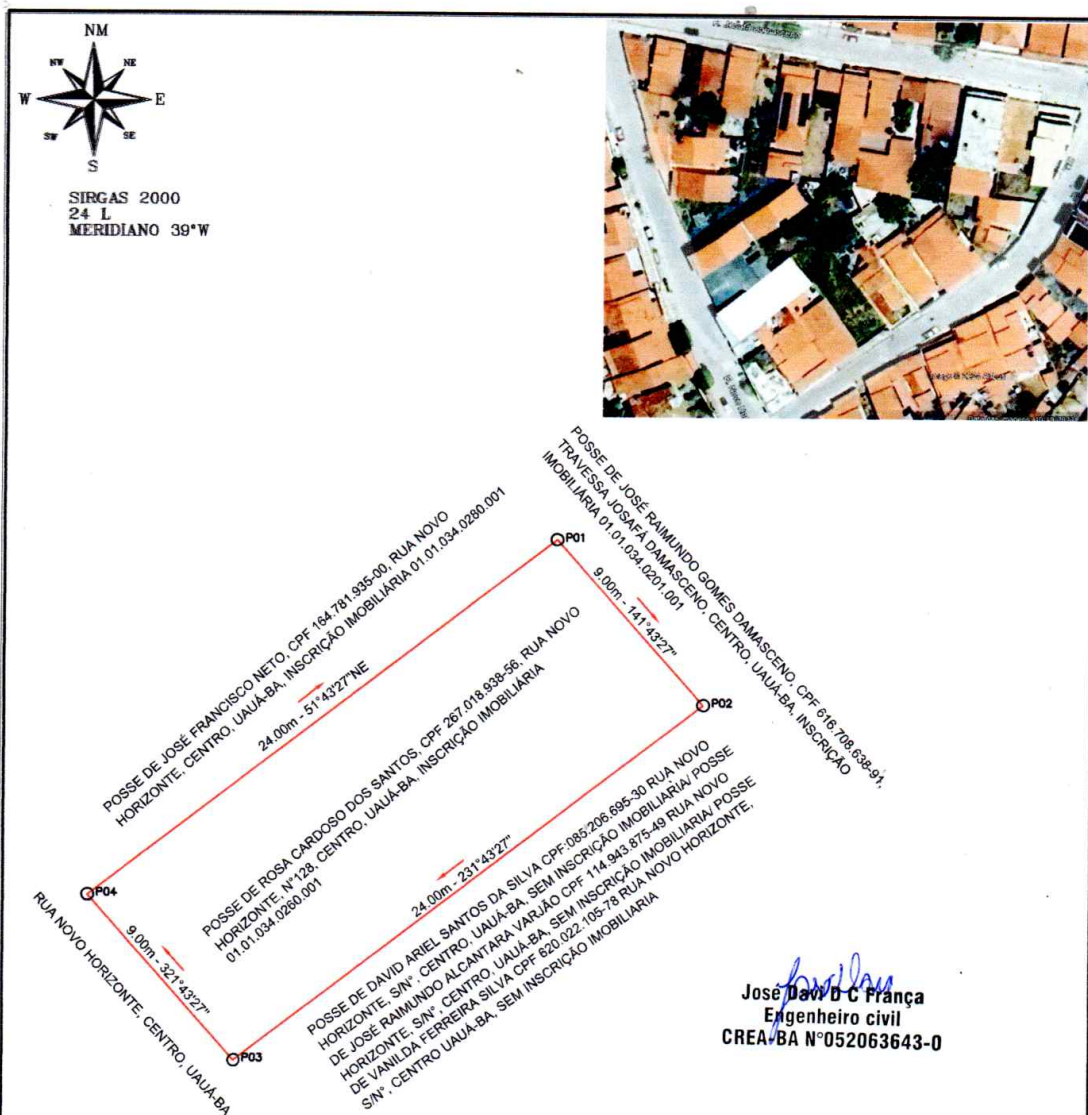 NM
NW
NE
W
E
SW
SE
S
SIRGAS 2000
24 L
MERIDIANO 39°W
POSSE DE JOSÉ RAIMUNDO GOMES DAMASCENO, CPF 616.708.638-91,
TRAVESSA JOSAFÁ DAMASCENO, CENTRO, UAUÁ-BA, INSCRIÇÃO
IMOBILIÁRIA 01.01.034.0201.001
POSSE DE JOSÉ FRANCISCO NETO, CPF 164.781.935-00, RUA NOVO
HORIZONTE, CENTRO, UAUÁ-BA, INSCRIÇÃO IMOBILIÁRIA 01.01.034.0280.001
P01
9.00m - 141°43'27"
24.00m - 51°43'27"NE
P02
POSSE DE ROSA CARDOSO DOS SANTOS, CPF 267.018.938-56, RUA NOVO
HORIZONTE, N°128, CENTRO, UAUÁ-BA, INSCRIÇÃO IMOBILIÁRIA
01.01.034.0260.001
24.00m - 231°43'27"
P04
9.00m - 321°43'27"
RUA NOVO HORIZONTE, CENTRO, UAUÁ-BA
P03
POSSE DE DAVID ARIEL SANTOS DA SILVA CPF:085.206.695-30 RUA NOVO
HORIZONTE, S/N°, CENTRO, UAUÁ-BA, SEM INSCRIÇÃO IMOBILIARIA/ POSSE
DE JOSÉ RAIMUNDO ALCANTARA VARJÃO CPF 114.943.875-49 RUA NOVO
HORIZONTE, S/N°, CENTRO, UAUÁ-BA, SEM INSCRIÇÃO IMOBILIARIA/ POSSE
DE VANILDA FERREIRA SILVA CPF 620.022.105-78 RUA NOVO HORIZONTE,
S/N°, CENTRO UAUÁ-BA, SEM INSCRIÇÃO IMOBILIARIA
José Davi D C França
Engenheiro civil
CREA-BA N°052063643-0